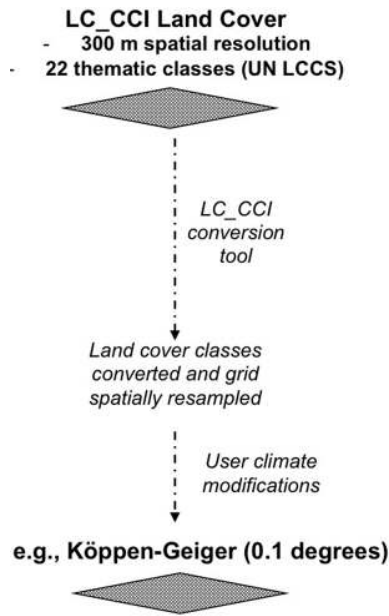 LC_CCI Land Cover
- 300 m spatial resolution
- 22 thematic classes (UN LCCS)
LC_CCI
conversion
tool
Land cover classes
converted and grid
spatially resampled
User climate
modifications
e.g., Köppen-Geiger (0.1 degrees)